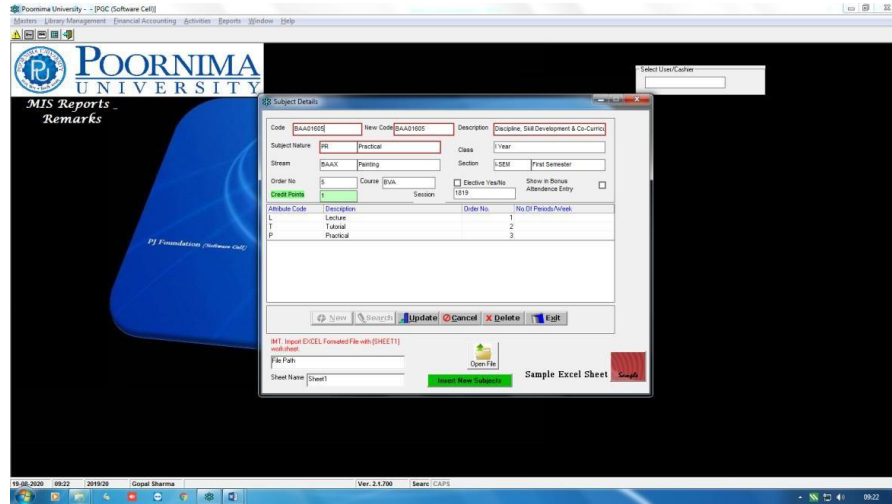 Poornima University - - [PGC (Software Cell)]
Masters Library Management Financial Accounting Activities Reports Window Help
POORNIMA
UNIVERSITY
MIS Reports _
Remarks
PJ Foundation (Software Cell)
Select User/Cashier
Subject Details
Code BAA01605 New Code BAA01605 Description Discipline, Skill Development & Co-Curricu
Subject Nature PR Practical Class I Year
Stream BAAX Painting Section I-SEM First Semester
Order No 5 Course BVA Elective Yes/No Show in Bonus Attendence Entry
Credit Points 1 Session 1819
Attribute Code Description Order No. No.Of Periods/Week
L Lecture 1
T Tutorial 2
P Practical 3
New Search Update Cancel Delete Exit
IMT. Import EXCEL Formated File with [SHEET1]
worksheet.
File Path
Open File
Sheet Name Sheet1
Insert New Subjects
Sample Excel Sheet Sample
19-08-2020 09:22 2019/20 Gopal Sharma Ver. 2.1.700 Searc CAPS
09:22